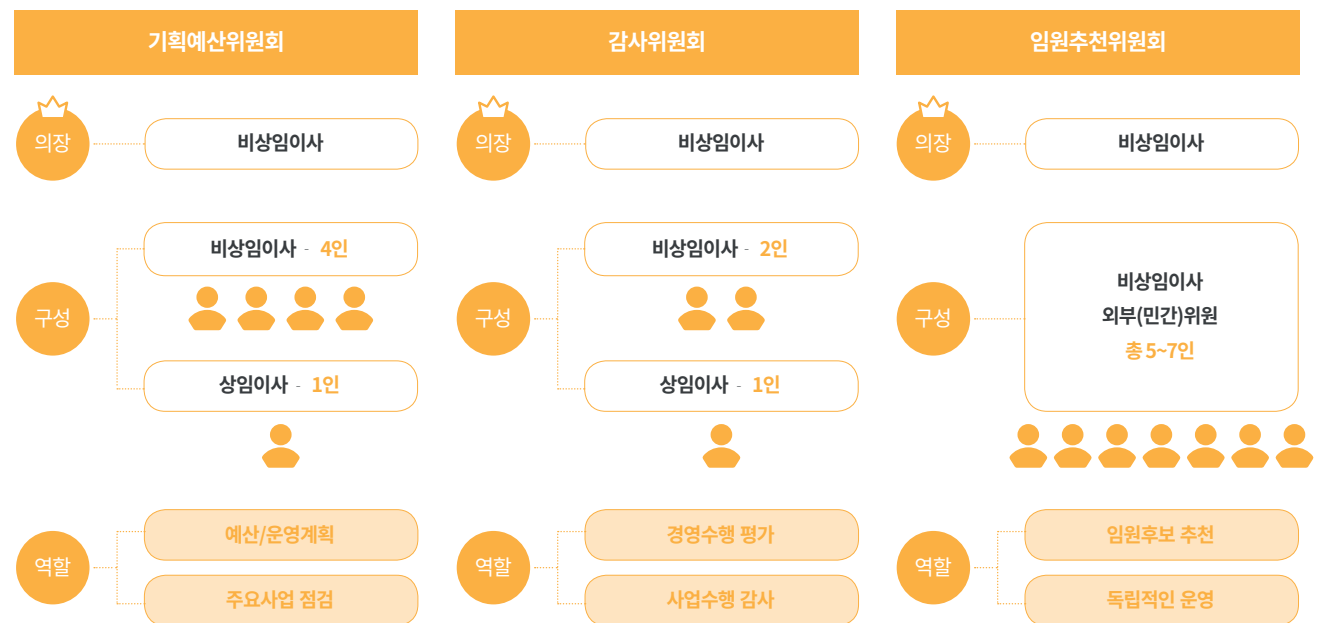 기획예산위원회
의장
비상임이사
구성
비상임이사 - 4인
상임이사 - 1인
역할
예산/운영계획
주요사업 점검
감사위원회
의장
비상임이사
구성
비상임이사 - 2인
상임이사 - 1인
역할
경영수행 평가
사업수행 감사
임원추천위원회
의장
비상임이사
구성
비상임이사
외부(민간)위원
총 5~7인
역할
임원후보 추천
독립적인 운영